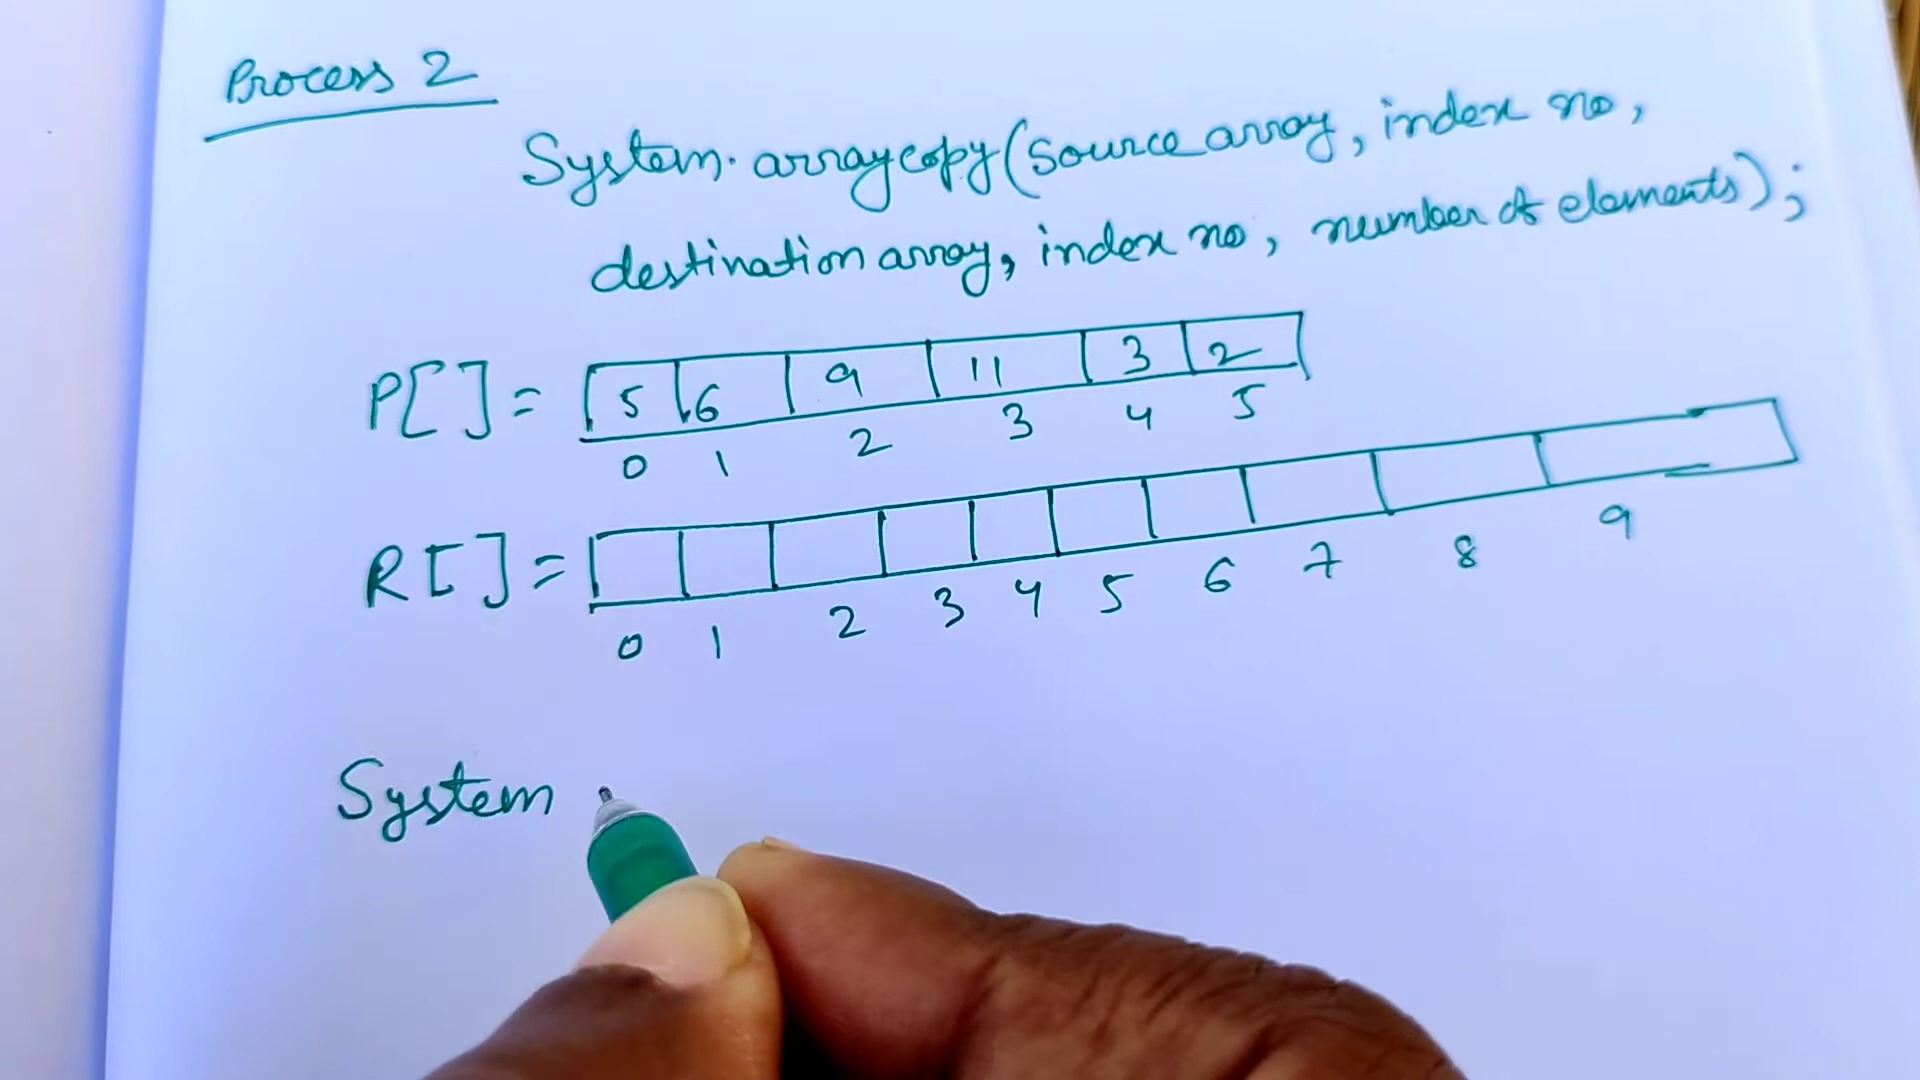 Process 2
System.arraycopy(source array, index no,
destination array, index no, number of elements);
P[] = 5 6 9 11 3 2
0 1 2 3 4 5
R[] =
0 1 2 3 4 5 6 7 8 9
System